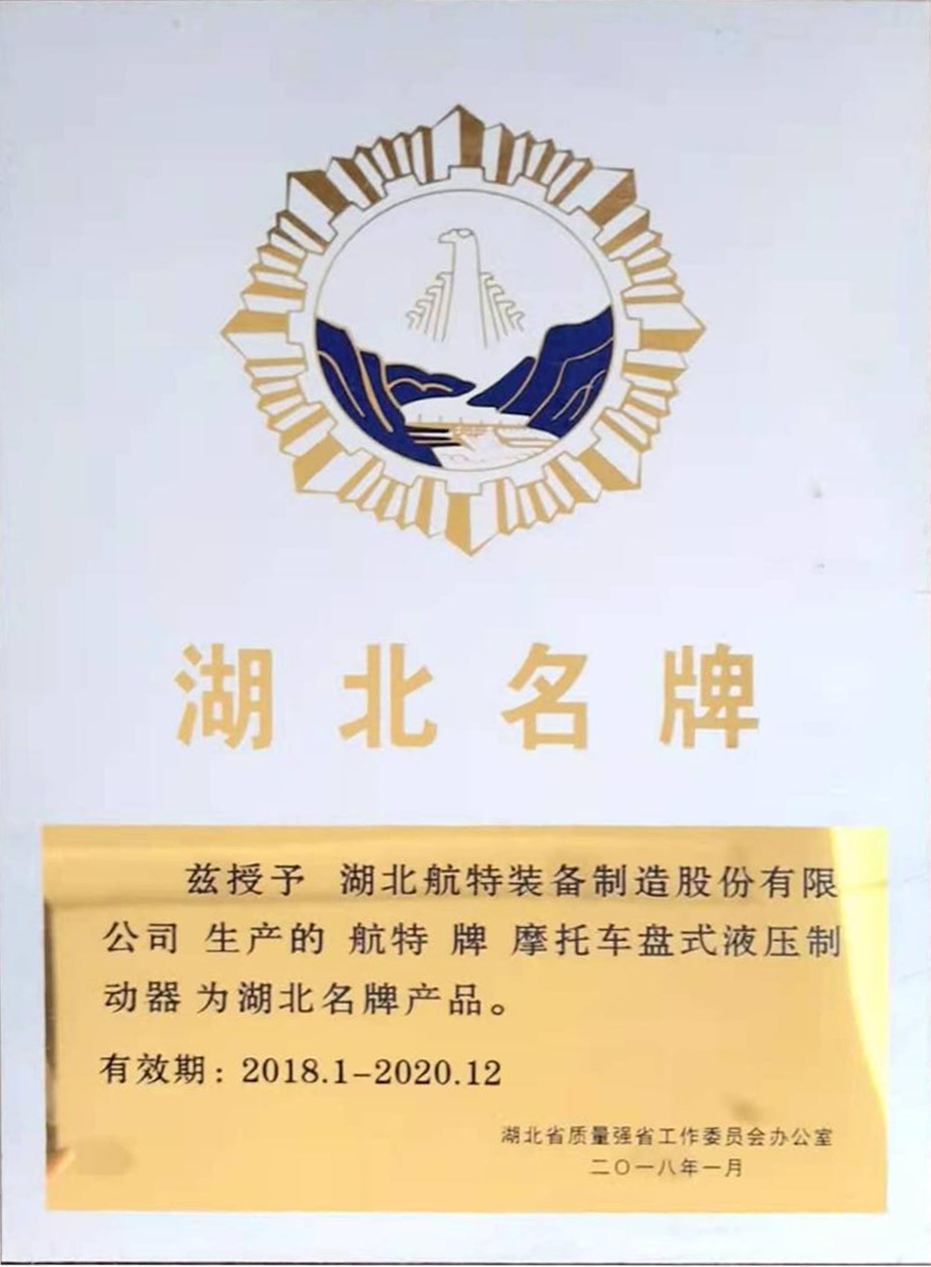 湖北名牌
兹授予 湖北航特装备制造股份有限
公司 生产的 航特 牌 摩托车盘式液压制
动器 为湖北名牌产品。
有效期: 2018.1-2020.12
湖北省质量强省工作委员会办公室
二〇一八年一月